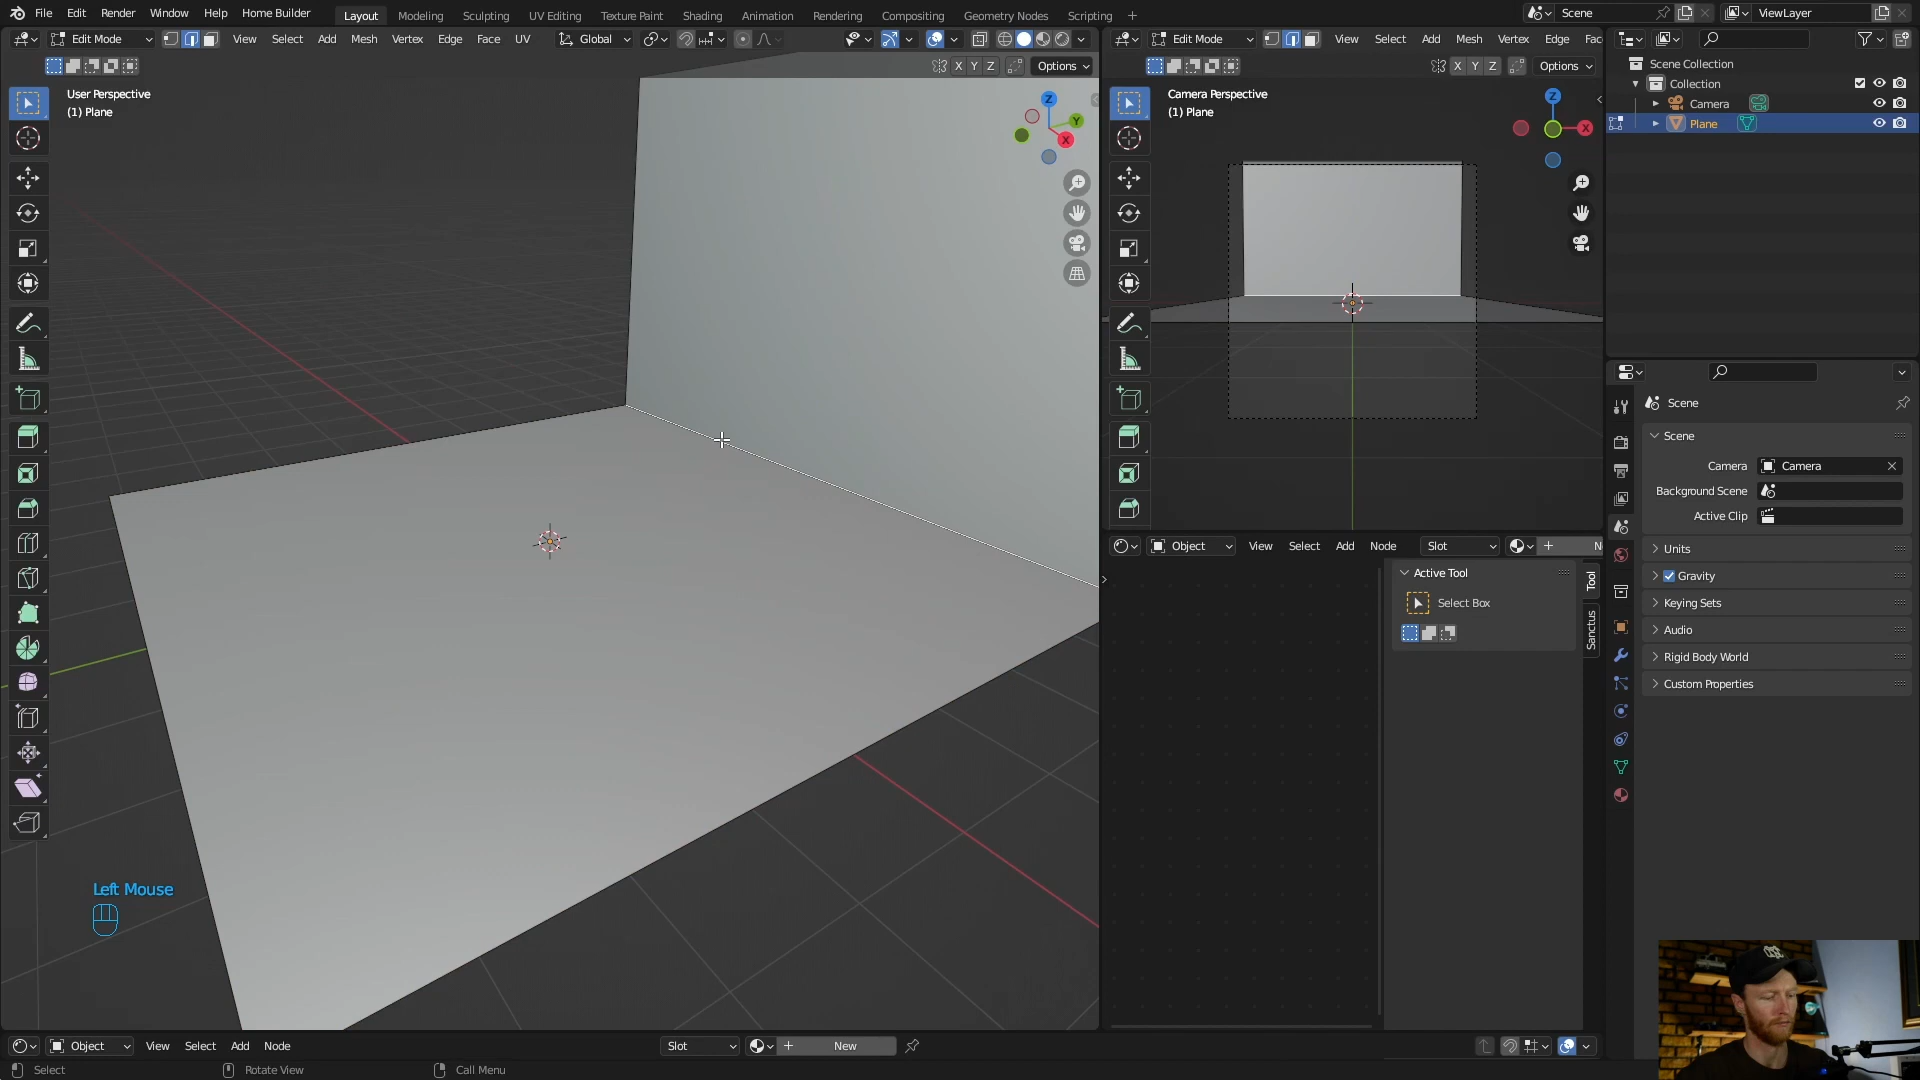 File Edit Render Window Help Home Builder
Layout Modeling Sculpting UV Editing Texture Paint Shading Animation Rendering Compositing Geometry Nodes Scripting
Scene ViewLayer
Edit Mode View Select Add Mesh Vertex Edge Face UV Global
Edit Mode View Select Add Mesh Vertex Edge Fac
X Y Z Options
X Y Z Options
Scene Collection
Collection
Camera
Plane
User Perspective
(1) Plane
Z
Y
X
Camera Perspective
(1) Plane
Z
X
Scene
Scene
Camera Camera
Background Scene
Active Clip
Units
Gravity
Keying Sets
Audio
Rigid Body World
Custom Properties
Object View Select Add Node Slot N
Active Tool
Select Box
Tool
Sanctus
Left Mouse
Object View Select Add Node Slot New
Select Rotate View Call Menu